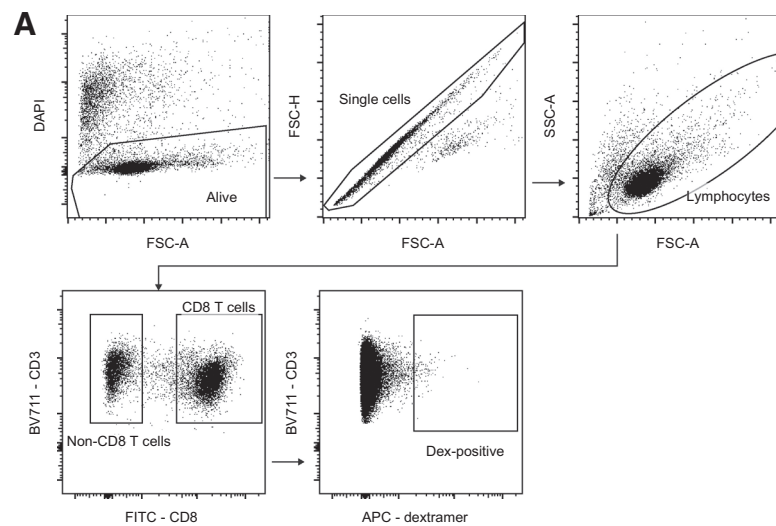 A
DAPI
Alive
FSC-A
FSC-H
Single cells
FSC-A
SSC-A
Lymphocytes
FSC-A
BV711 - CD3
CD8 T cells
Non-CD8 T cells
FITC - CD8
BV711 - CD3
Dex-positive
APC - dextramer